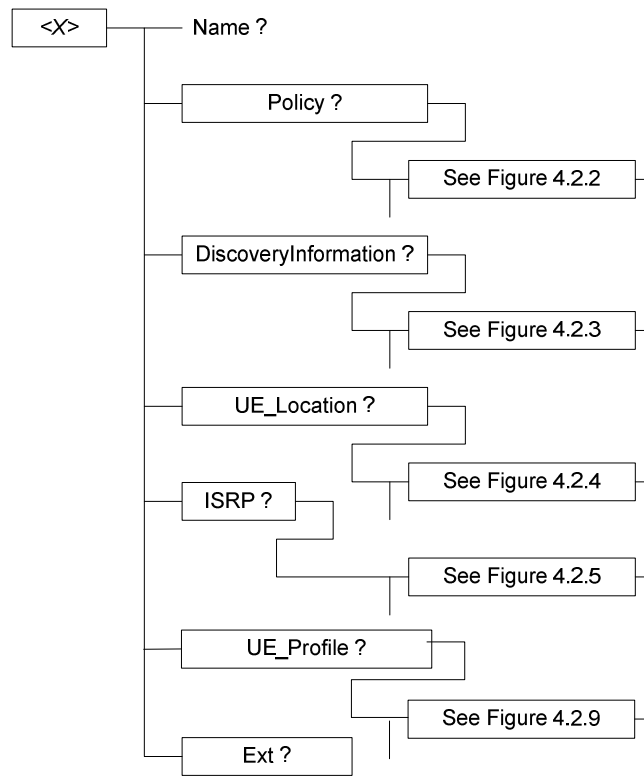 <X>
Name ?
Policy ?
See Figure 4.2.2
DiscoveryInformation ?
See Figure 4.2.3
UE_Location ?
See Figure 4.2.4
ISRP ?
See Figure 4.2.5
UE_Profile ?
See Figure 4.2.9
Ext ?